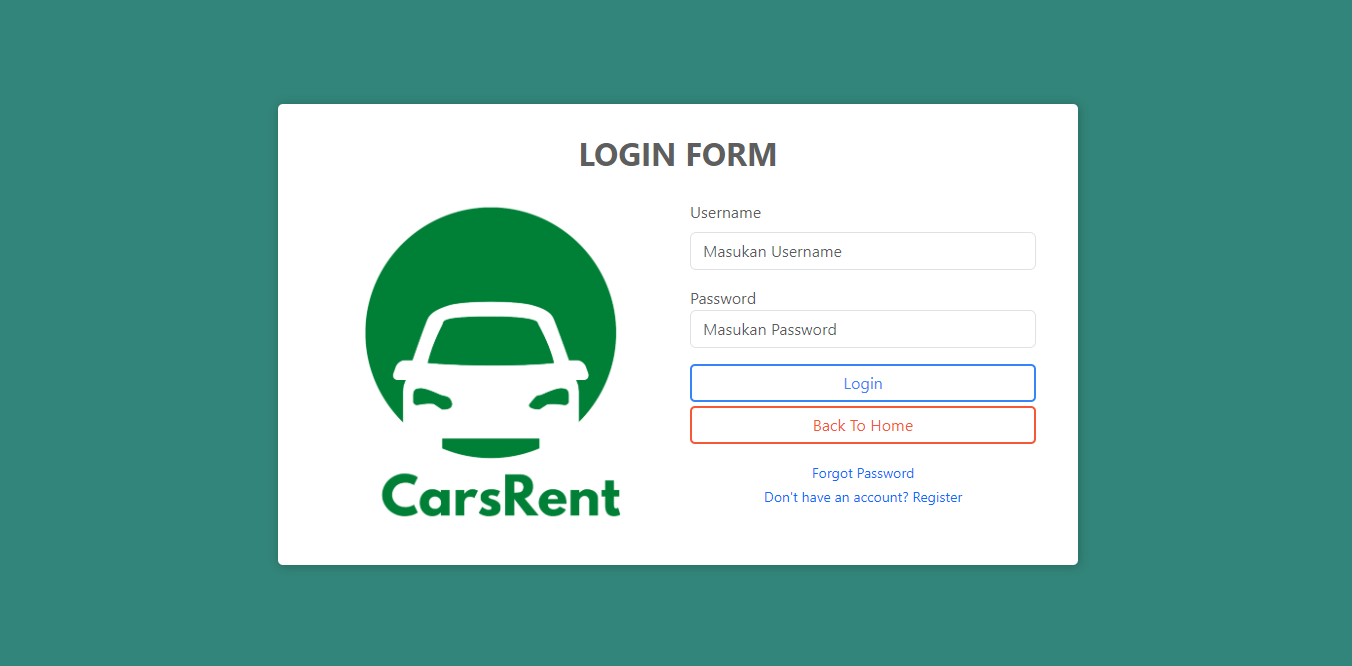 LOGIN FORM
CarsRent
Username
Masukan Username
Password
Masukan Password
Login
Back To Home
Forgot Password
Don't have an account? Register